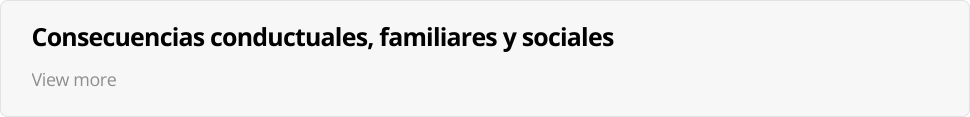 Consecuencias conductuales, familiares y sociales
View more